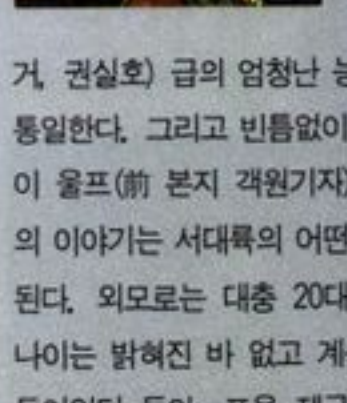 거, 권실호) 급의 엄청난
통일한다. 그리고 빈틈없이
이 울프(前 본지 객원기자)
의 이야기는 서대륙의 어떤
된다. 외모로는 대충 20대
나이는 밝혀진 바 없고